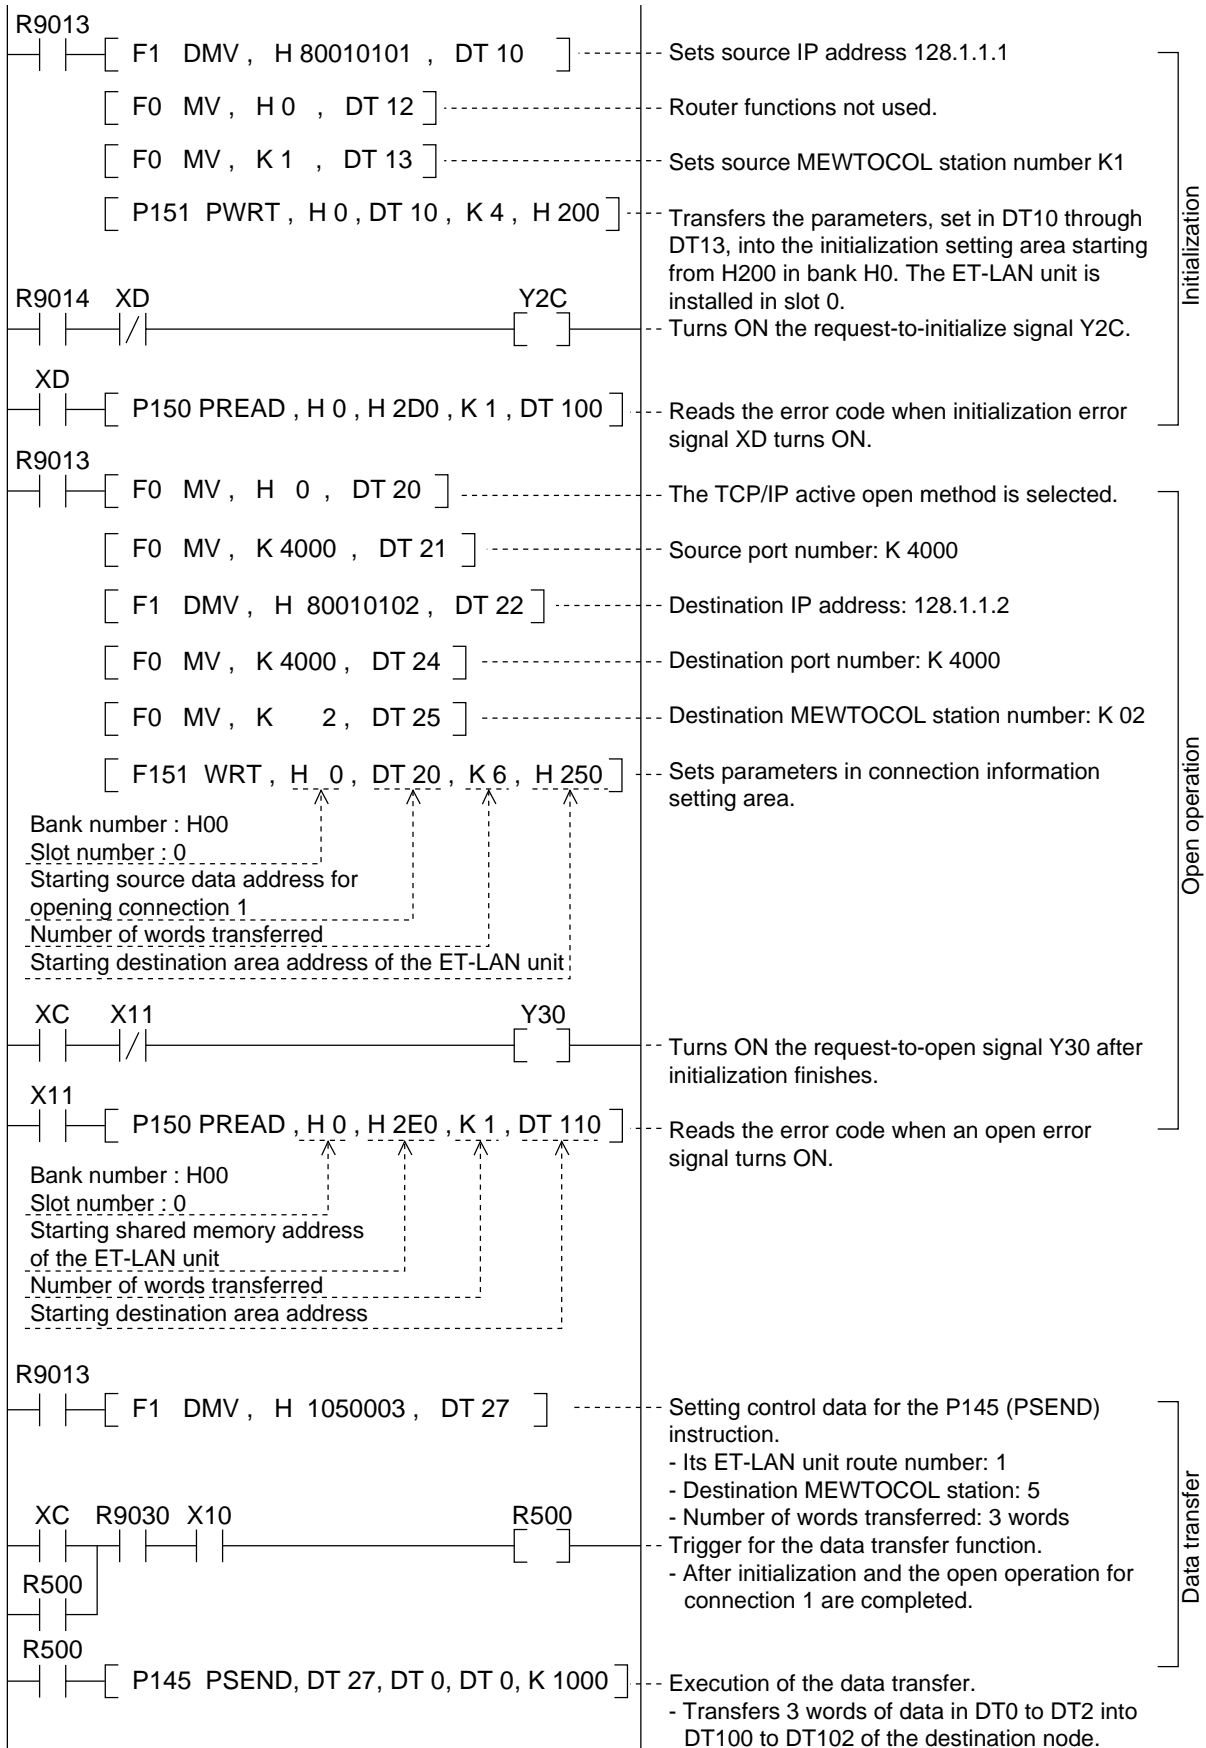 R9013
F1 DMV , H 80010101 , DT 10
Sets source IP address 128.1.1.1
F0 MV , H 0 , DT 12
Router functions not used.
F0 MV , K 1 , DT 13
Sets source MEWTOCOL station number K1
P151 PWRT , H 0 , DT 10 , K 4 , H 200
Transfers the parameters, set in DT10 through
DT13, into the initialization setting area starting
from H200 in bank H0. The ET-LAN unit is
installed in slot 0.
Initialization
R9014 XD Y2C
Turns ON the request-to-initialize signal Y2C.
XD
P150 PREAD , H 0 , H 2D0 , K 1 , DT 100
Reads the error code when initialization error
signal XD turns ON.
R9013
F0 MV , H 0 , DT 20
The TCP/IP active open method is selected.
F0 MV , K 4000 , DT 21
Source port number: K 4000
F1 DMV , H 80010102 , DT 22
Destination IP address: 128.1.1.2
F0 MV , K 4000 , DT 24
Destination port number: K 4000
F0 MV , K 2 , DT 25
Destination MEWTOCOL station number: K 02
F151 WRT , H 0 , DT 20 , K 6 , H 250
Sets parameters in connection information
setting area.
Open operation
Bank number : H00
Slot number : 0
Starting source data address for
opening connection 1
Number of words transferred
Starting destination area address of the ET-LAN unit
XC X11 Y30
Turns ON the request-to-open signal Y30 after
initialization finishes.
X11
P150 PREAD , H 0 , H 2E0 , K 1 , DT 110
Reads the error code when an open error
signal turns ON.
Bank number : H00
Slot number : 0
Starting shared memory address
of the ET-LAN unit
Number of words transferred
Starting destination area address
R9013
F1 DMV , H 1050003 , DT 27
Setting control data for the P145 (PSEND)
instruction.
- Its ET-LAN unit route number: 1
- Destination MEWTOCOL station: 5
- Number of words transferred: 3 words
Data transfer
XC R9030 X10 R500
Trigger for the data transfer function.
- After initialization and the open operation for
connection 1 are completed.
R500
R500
P145 PSEND, DT 27, DT 0, DT 0, K 1000
Execution of the data transfer.
- Transfers 3 words of data in DT0 to DT2 into
DT100 to DT102 of the destination node.